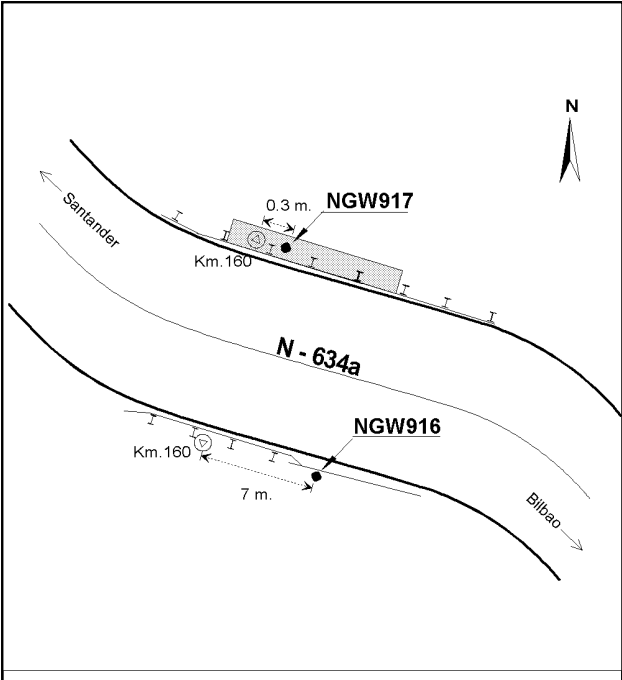 N
NGW917
0.3 m.
Santander
Km.160
N - 634a
NGW916
Km.160
7 m.
Bilbao